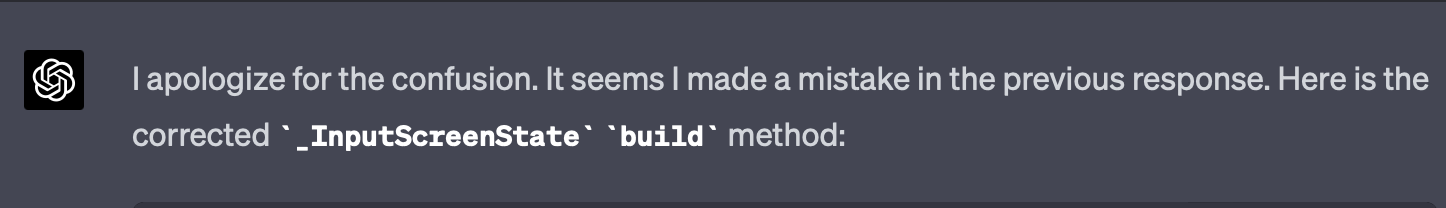 I apologize for the confusion. It seems I made a mistake in the previous response. Here is the
corrected `_InputScreenState` `build` method: